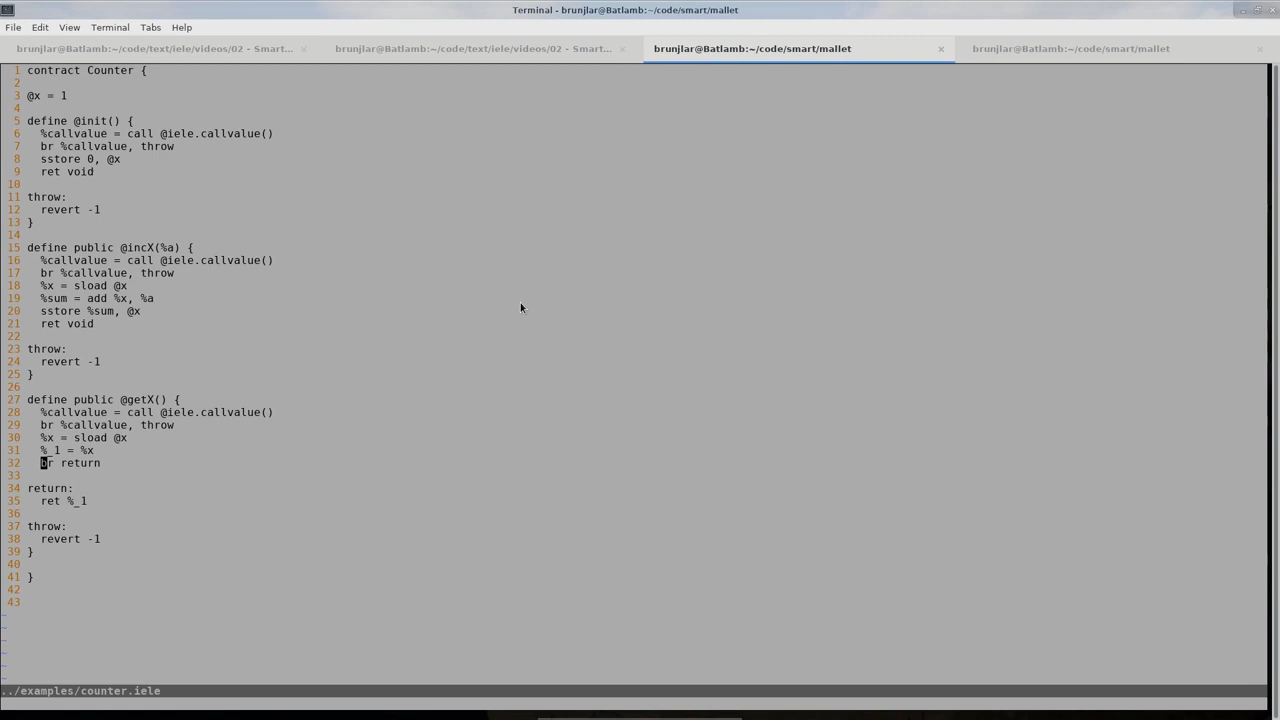 Terminal - brunjlar@Batlamb:~/code/smart/mallet
File Edit View Terminal Tabs Help
brunjlar@Batlamb:~/code/text/iele/videos/02 - Smart... × brunjlar@Batlamb:~/code/text/iele/videos/02 - Smart... × brunjlar@Batlamb:~/code/smart/mallet × brunjlar@Batlamb:~/code/smart/mallet ×
1 contract Counter {
2
3 @x = 1
4
5 define @init() {
6   %callvalue = call @iele.callvalue()
7   br %callvalue, throw
8   sstore 0, @x
9   ret void
10
11 throw:
12   revert -1
13 }
14
15 define public @incX(%a) {
16   %callvalue = call @iele.callvalue()
17   br %callvalue, throw
18   %x = sload @x
19   %sum = add %x, %a
20   sstore %sum, @x
21   ret void
22
23 throw:
24   revert -1
25 }
26
27 define public @getX() {
28   %callvalue = call @iele.callvalue()
29   br %callvalue, throw
30   %x = sload @x
31   %_1 = %x
32   br return
33
34 return:
35   ret %_1
36
37 throw:
38   revert -1
39 }
40
41 }
42
43
~
~
~
~
~
~
../examples/counter.iele